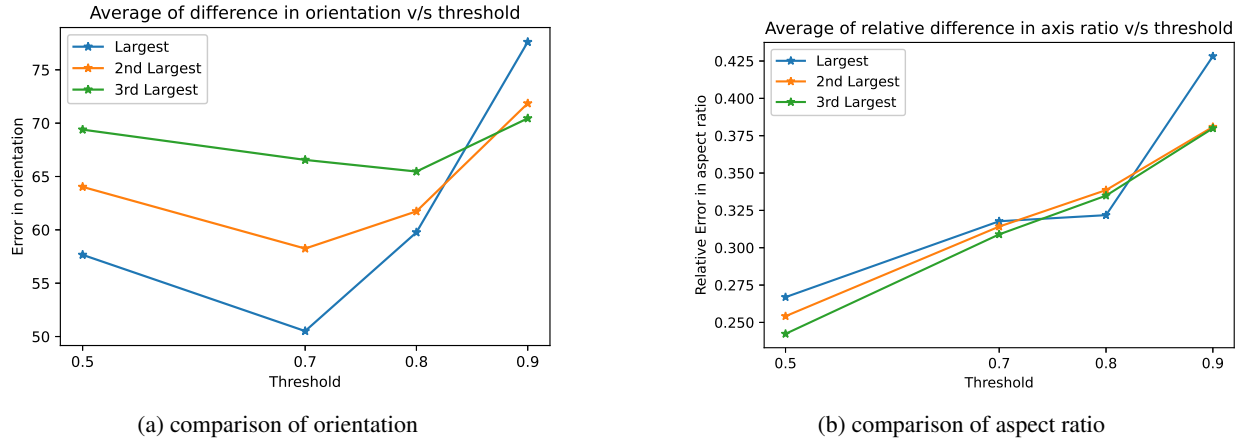 Average of difference in orientation v/s threshold
Largest
2nd Largest
3rd Largest
Error in orientation
75
70
65
60
55
50
0.5
0.7
0.8
0.9
Threshold
(a) comparison of orientation
Average of relative difference in axis ratio v/s threshold
Largest
2nd Largest
3rd Largest
Relative Error in aspect ratio
0.425
0.400
0.375
0.350
0.325
0.300
0.275
0.250
0.5
0.7
0.8
0.9
Threshold
(b) comparison of aspect ratio